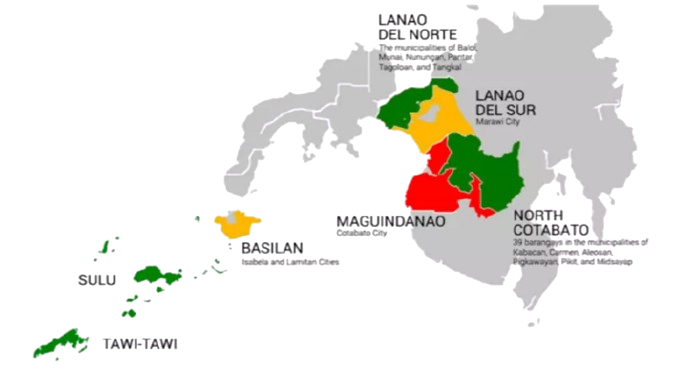 LANAO
DEL NORTE
The municipalities of Baloi,
Munai, Nunungan, Pantar,
Tagoloan, and Tangkal
LANAO
DEL SUR
Marawi City
MAGUINDANAO
Cotabato City
NORTH
COTABATO
39 barangays in the municipalities of
Kabacan, Carmen, Aleosan,
Pigkawayan, Pikit, and Midsayap
BASILAN
Isabela and Lamitan Cities
SULU
TAWI-TAWI